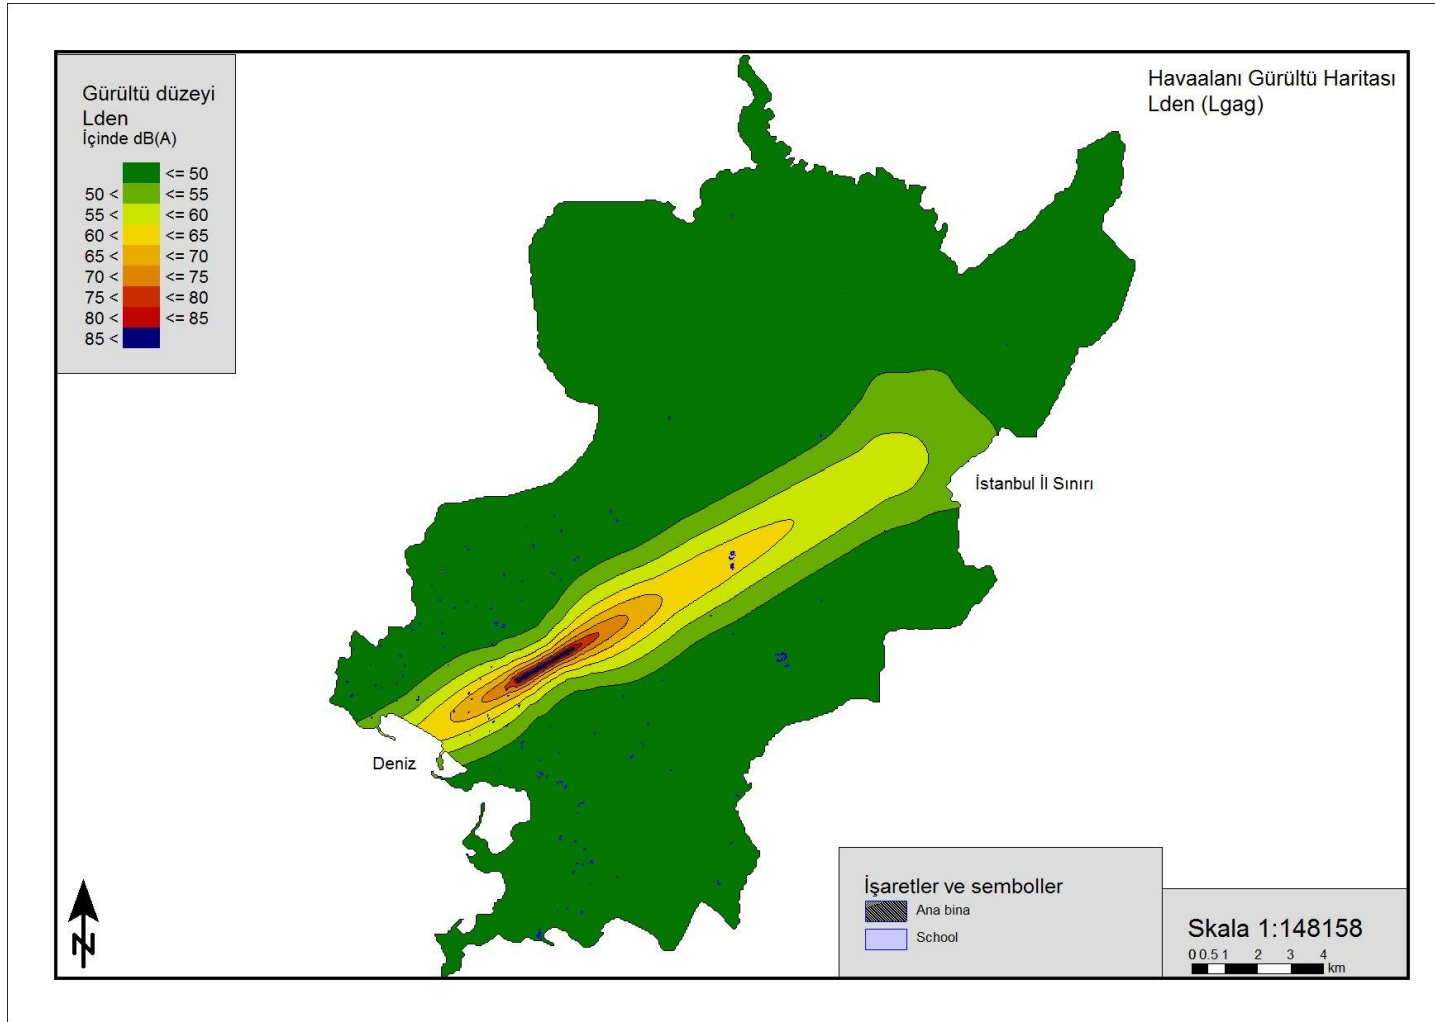 Gürültü düzeyi
Lden
İçinde dB(A)
<= 50
50 < <= 55
55 < <= 60
60 < <= 65
65 < <= 70
70 < <= 75
75 < <= 80
80 < <= 85
85 <
Havaalanı Gürültü Haritası
Lden (Lgag)
İstanbul İl Sınırı
Deniz
İşaretler ve semboller
Ana bina
School
Skala 1:148158
0 0.5 1 2 3 4
km
N